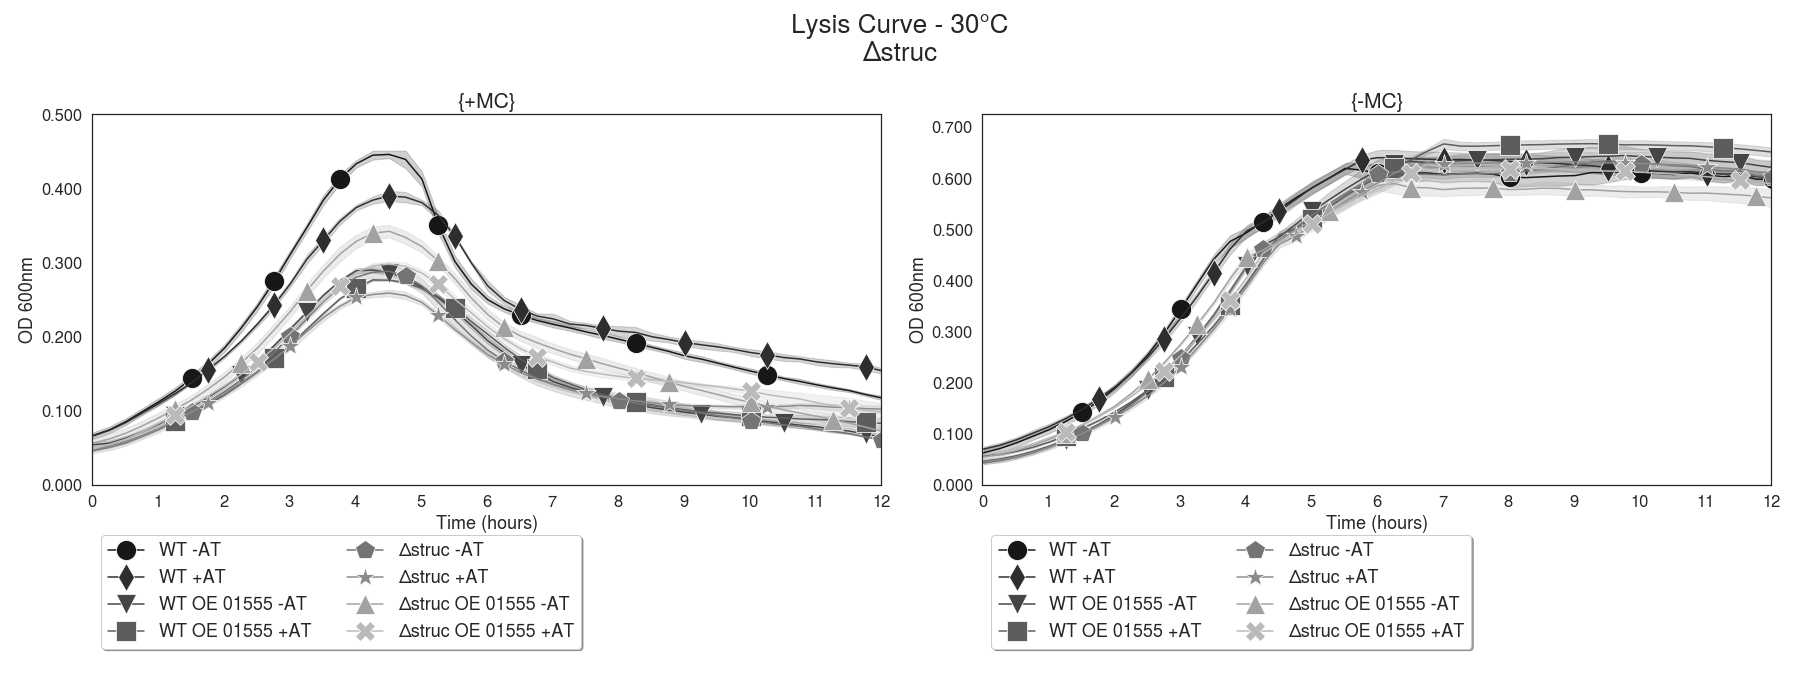 Lysis Curve - 30°C
Δstruc
{+MC}
0.500
0.400
0.300
0.200
0.100
0.000
OD 600nm
0 1 2 3 4 5 6 7 8 9 10 11 12
Time (hours)
WT -AT
WT +AT
WT OE 01555 -AT
WT OE 01555 +AT
Δstruc -AT
Δstruc +AT
Δstruc OE 01555 -AT
Δstruc OE 01555 +AT
{-MC}
0.700
0.600
0.500
0.400
0.300
0.200
0.100
0.000
OD 600nm
0 1 2 3 4 5 6 7 8 9 10 11 12
Time (hours)
WT -AT
WT +AT
WT OE 01555 -AT
WT OE 01555 +AT
Δstruc -AT
Δstruc +AT
Δstruc OE 01555 -AT
Δstruc OE 01555 +AT